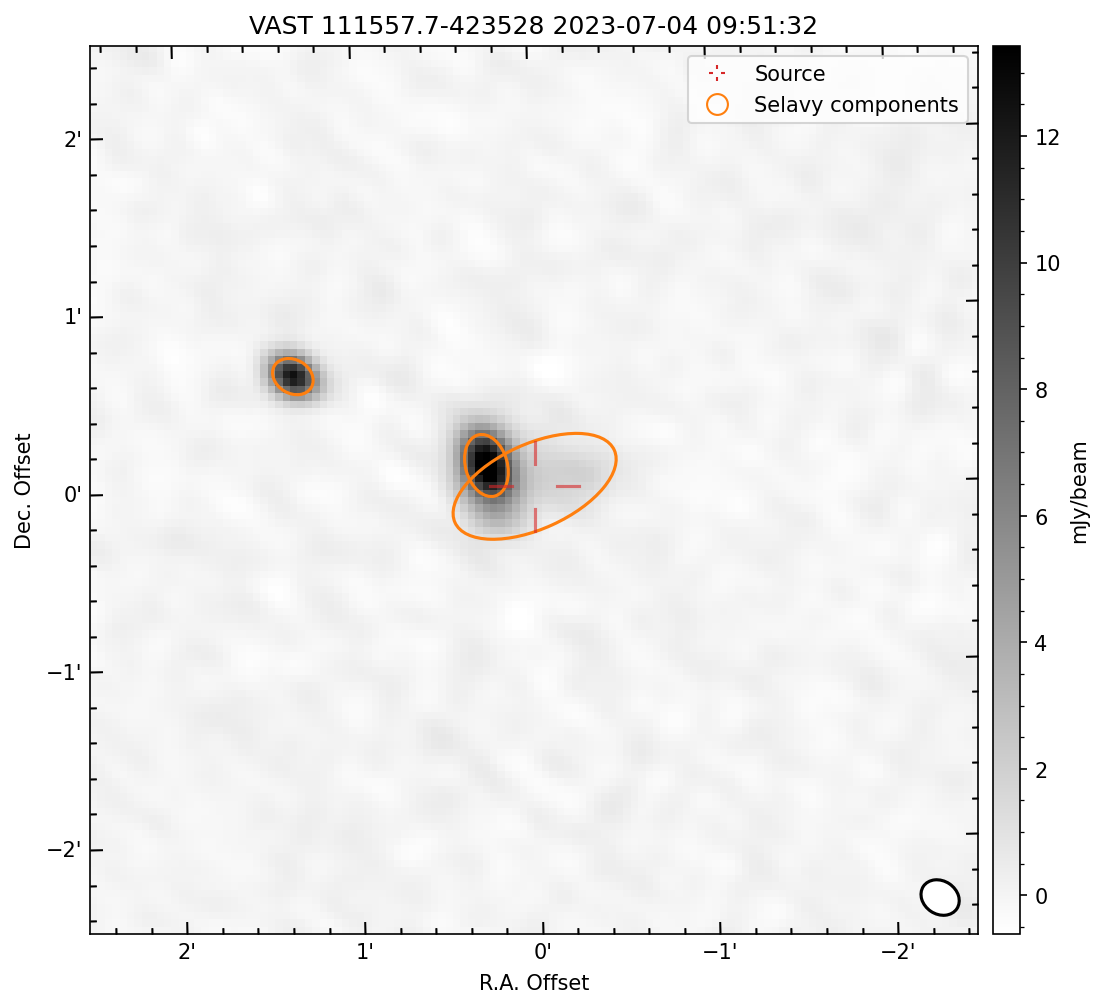 VAST 111557.7-423528 2023-07-04 09:51:32
Source
Selavy components
2'
1'
0'
−1'
−2'
Dec. Offset
2'
1'
0'
−1'
−2'
R.A. Offset
12
10
8
6
4
2
0
mJy/beam